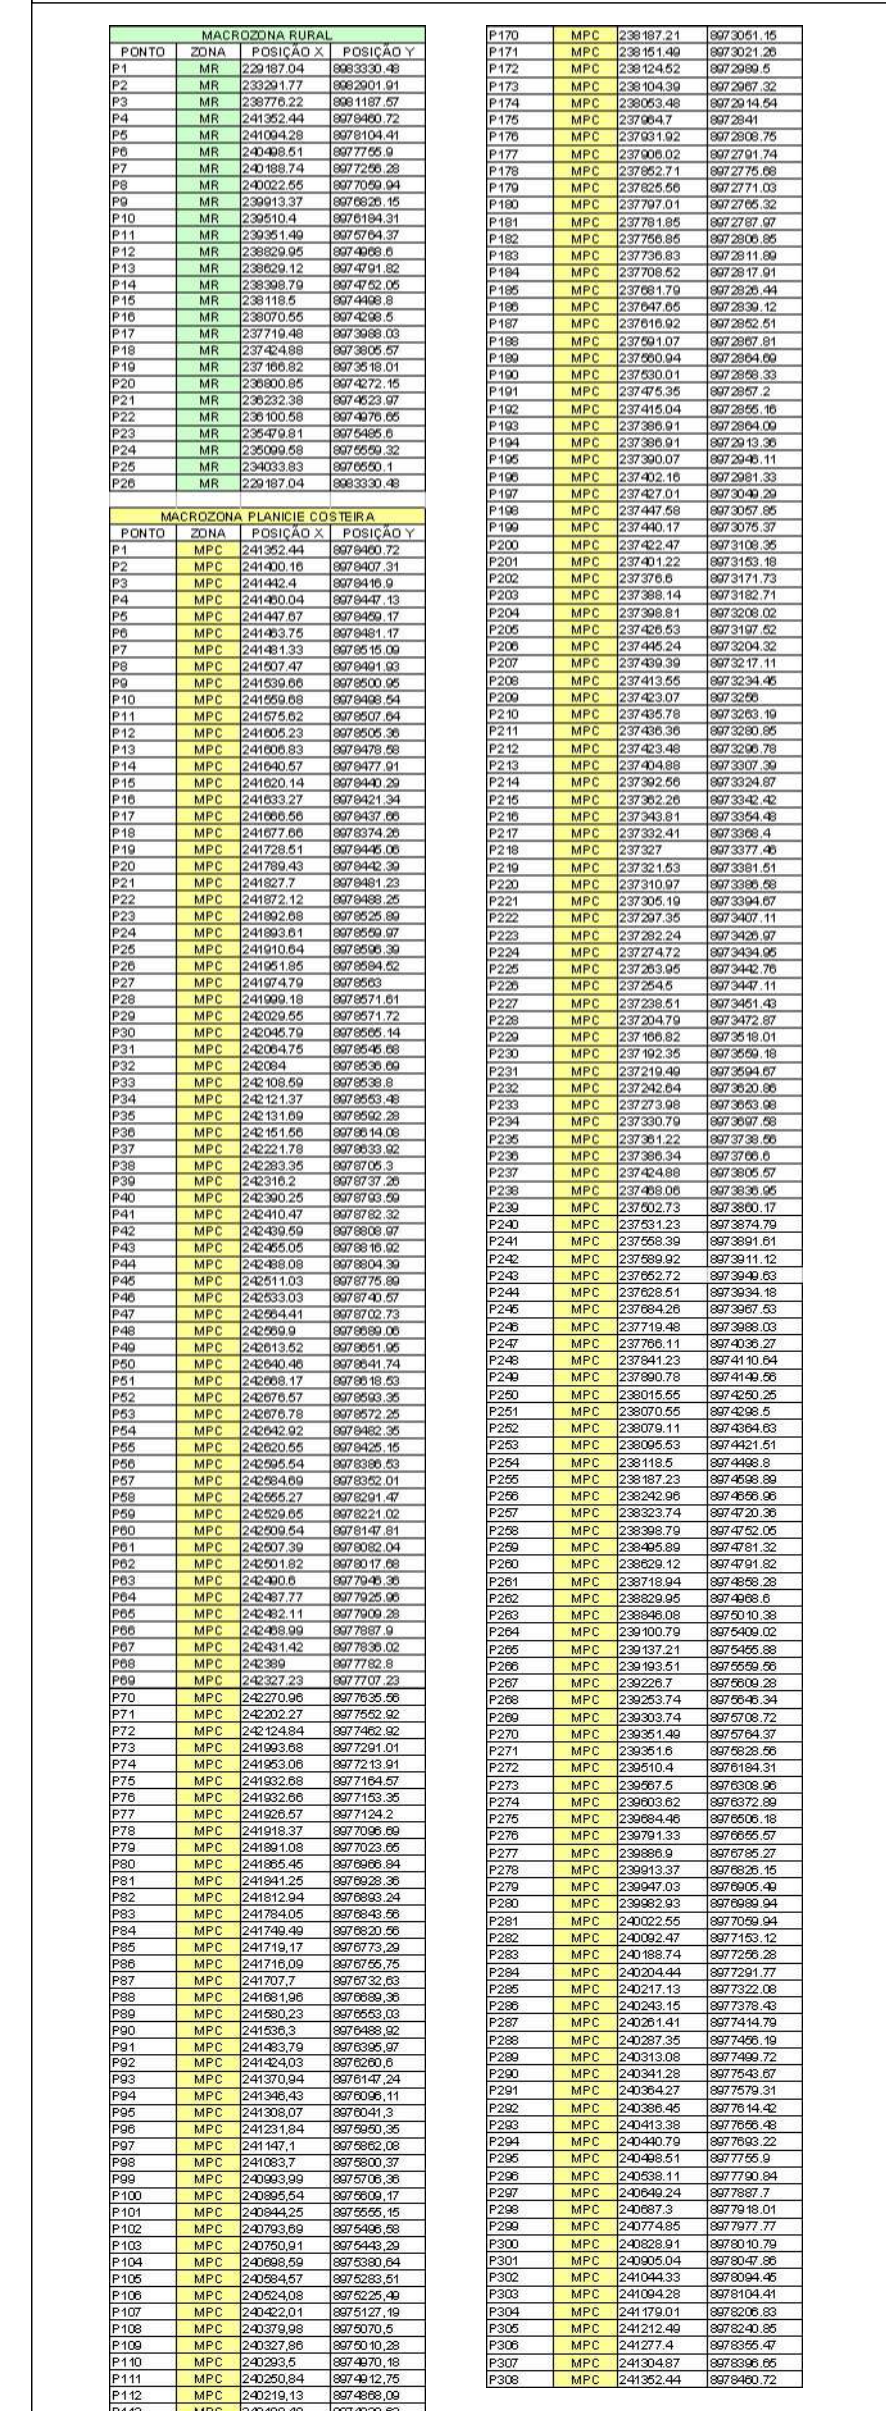 MACROZONA RURAL
PONTO ZONA POSIÇÃO X POSIÇÃO Y
P1 MR 229187.04 8983330.48
P2 MR 233291.77 8982901.91
P3 MR 238776.22 8981187.57
P4 MR 241352.44 8978460.72
P5 MR 241094.28 8978104.41
P6 MR 240498.51 8977755.9
P7 MR 240188.74 8977256.28
P8 MR 240022.55 8977059.94
P9 MR 239913.37 8976826.15
P10 MR 239510.4 8976184.31
P11 MR 239351.49 8975764.37
P12 MR 238829.95 8974968.6
P13 MR 238629.12 8974791.82
P14 MR 238398.79 8974752.05
P15 MR 238118.5 8974498.8
P16 MR 238070.55 8974298.5
P17 MR 237719.48 8973988.03
P18 MR 237424.88 8973805.57
P19 MR 237166.82 8973518.01
P20 MR 236800.85 8974272.15
P21 MR 236232.38 8974623.97
P22 MR 236100.58 8974976.65
P23 MR 235479.81 8975485.6
P24 MR 235099.58 8975559.32
P25 MR 234033.83 8976550.1
P26 MR 229187.04 8983330.48
MACROZONA PLANICIE COSTEIRA
PONTO ZONA POSIÇÃO X POSIÇÃO Y
P1 MPC 241352.44 8978460.72
P2 MPC 241400.16 8978407.31
P3 MPC 241442.4 8978416.9
P4 MPC 241460.04 8978447.13
P5 MPC 241447.67 8978459.17
P6 MPC 241463.75 8978481.17
P7 MPC 241481.33 8978515.09
P8 MPC 241507.47 8978491.93
P9 MPC 241539.66 8978500.95
P10 MPC 241559.68 8978498.54
P11 MPC 241575.62 8978507.64
P12 MPC 241605.23 8978505.36
P13 MPC 241606.83 8978478.58
P14 MPC 241640.57 8978477.91
P15 MPC 241620.14 8978440.29
P16 MPC 241633.27 8978421.34
P17 MPC 241666.56 8978437.66
P18 MPC 241677.66 8978374.26
P19 MPC 241728.51 8978445.06
P20 MPC 241789.43 8978442.39
P21 MPC 241827.7 8978481.23
P22 MPC 241872.12 8978488.25
P23 MPC 241892.68 8978525.89
P24 MPC 241893.61 8978559.97
P25 MPC 241910.64 8978596.39
P26 MPC 241951.85 8978584.52
P27 MPC 241974.79 8978563
P28 MPC 241999.18 8978571.61
P29 MPC 242029.55 8978571.72
P30 MPC 242045.79 8978565.14
P31 MPC 242064.75 8978545.68
P32 MPC 242084 8978536.69
P33 MPC 242108.59 8978538.8
P34 MPC 242121.37 8978553.48
P35 MPC 242131.69 8978592.28
P36 MPC 242151.56 8978614.08
P37 MPC 242221.78 8978633.92
P38 MPC 242283.35 8978705.3
P39 MPC 242316.2 8978737.26
P40 MPC 242390.25 8978793.59
P41 MPC 242410.47 8978782.32
P42 MPC 242439.59 8978808.97
P43 MPC 242455.05 8978816.92
P44 MPC 242488.08 8978804.39
P45 MPC 242511.03 8978775.89
P46 MPC 242533.03 8978740.57
P47 MPC 242564.41 8978702.73
P48 MPC 242569.9 8978689.06
P49 MPC 242613.52 8978651.95
P50 MPC 242640.46 8978641.74
P51 MPC 242668.17 8978618.53
P52 MPC 242676.57 8978593.35
P53 MPC 242676.78 8978572.25
P54 MPC 242642.92 8978482.35
P55 MPC 242620.55 8978425.15
P56 MPC 242595.54 8978386.53
P57 MPC 242584.69 8978352.01
P58 MPC 242555.27 8978291.47
P59 MPC 242529.65 8978221.02
P60 MPC 242509.54 8978147.81
P61 MPC 242507.39 8978082.04
P62 MPC 242501.82 8978017.68
P63 MPC 242490.6 8977946.36
P64 MPC 242487.77 8977925.96
P65 MPC 242482.11 8977909.28
P66 MPC 242468.99 8977887.9
P67 MPC 242431.42 8977836.02
P68 MPC 242389 8977782.8
P69 MPC 242327.23 8977707.23
P70 MPC 242270.96 8977635.56
P71 MPC 242202.27 8977552.92
P72 MPC 242124.84 8977462.92
P73 MPC 241993.68 8977291.01
P74 MPC 241953.06 8977213.91
P75 MPC 241932.68 8977164.57
P76 MPC 241932.66 8977153.35
P77 MPC 241926.57 8977124.2
P78 MPC 241918.37 8977096.69
P79 MPC 241891.08 8977023.65
P80 MPC 241865.45 8976966.84
P81 MPC 241841.25 8976928.36
P82 MPC 241812.94 8976893.24
P83 MPC 241784.05 8976843.56
P84 MPC 241749.49 8976820.56
P85 MPC 241719,17 8976773,29
P86 MPC 241716,09 8976755,75
P87 MPC 241707,7 8976732,63
P88 MPC 241681,96 8976689,36
P89 MPC 241580,23 8976553,03
P90 MPC 241536,3 8976488,92
P91 MPC 241483,79 8976395,97
P92 MPC 241424,03 8976260,6
P93 MPC 241370,94 8976147,24
P94 MPC 241346,43 8976096,11
P95 MPC 241308,07 8976041,3
P96 MPC 241231,84 8975950,35
P97 MPC 241147,1 8975862,08
P98 MPC 241083,7 8975800,37
P99 MPC 240993,99 8975706,36
P100 MPC 240895,54 8975609,17
P101 MPC 240844,25 8975555,15
P102 MPC 240793,69 8975496,58
P103 MPC 240750,91 8975443,29
P104 MPC 240698,59 8975380,64
P105 MPC 240584,57 8975283,51
P106 MPC 240524,08 8975225,49
P107 MPC 240422,01 8975127,19
P108 MPC 240379,98 8975070,5
P109 MPC 240327,86 8975010,28
P110 MPC 240293,5 8974970,18
P111 MPC 240250,84 8974912,75
P112 MPC 240219,13 8974868,09
P170 MPC 238187.21 8973051.15
P171 MPC 238151.49 8973021.26
P172 MPC 238124.52 8972989.5
P173 MPC 238104.39 8972967.32
P174 MPC 238053.48 8972914.54
P175 MPC 237964.7 8972841
P176 MPC 237931.92 8972808.75
P177 MPC 237906.02 8972791.74
P178 MPC 237852.71 8972775.68
P179 MPC 237825.56 8972771.03
P180 MPC 237797.01 8972765.32
P181 MPC 237781.85 8972787.97
P182 MPC 237756.85 8972806.85
P183 MPC 237736.83 8972811.89
P184 MPC 237708.52 8972817.91
P185 MPC 237681.79 8972826.44
P186 MPC 237647.65 8972839.12
P187 MPC 237616.92 8972852.51
P188 MPC 237591.07 8972867.81
P189 MPC 237560.94 8972864.69
P190 MPC 237530.01 8972858.33
P191 MPC 237475.35 8972857.2
P192 MPC 237415.04 8972855.16
P193 MPC 237386.91 8972864.09
P194 MPC 237386.91 8972913.36
P195 MPC 237390.07 8972946.11
P196 MPC 237402.16 8972981.33
P197 MPC 237427.01 8973049.29
P198 MPC 237447.58 8973057.85
P199 MPC 237440.17 8973075.37
P200 MPC 237422.47 8973108.35
P201 MPC 237401.22 8973153.18
P202 MPC 237376.6 8973171.73
P203 MPC 237388.14 8973182.71
P204 MPC 237398.81 8973208.02
P205 MPC 237426.53 8973197.52
P206 MPC 237445.24 8973204.32
P207 MPC 237439.39 8973217.11
P208 MPC 237413.55 8973234.45
P209 MPC 237423.07 8973256
P210 MPC 237435.78 8973263.19
P211 MPC 237436.36 8973280.85
P212 MPC 237423.48 8973296.78
P213 MPC 237404.88 8973307.39
P214 MPC 237392.56 8973324.87
P215 MPC 237362.26 8973342.42
P216 MPC 237343.81 8973354.48
P217 MPC 237332.41 8973368.4
P218 MPC 237327 8973377.46
P219 MPC 237321.53 8973381.51
P220 MPC 237310.97 8973386.58
P221 MPC 237305.19 8973394.67
P222 MPC 237297.35 8973407.11
P223 MPC 237282.24 8973426.97
P224 MPC 237274.72 8973434.95
P225 MPC 237263.95 8973442.76
P226 MPC 237254.5 8973447.11
P227 MPC 237238.51 8973451.43
P228 MPC 237204.79 8973472.87
P229 MPC 237166.82 8973518.01
P230 MPC 237192.35 8973559.18
P231 MPC 237219.49 8973594.67
P232 MPC 237242.64 8973620.86
P233 MPC 237273.98 8973653.98
P234 MPC 237330.79 8973697.58
P235 MPC 237361.22 8973738.56
P236 MPC 237386.34 8973766.6
P237 MPC 237424.88 8973805.57
P238 MPC 237468.06 8973836.95
P239 MPC 237502.73 8973860.17
P240 MPC 237531.23 8973874.79
P241 MPC 237558.39 8973891.61
P242 MPC 237589.92 8973911.12
P243 MPC 237652.72 8973949.63
P244 MPC 237628.51 8973934.18
P245 MPC 237684.26 8973967.53
P246 MPC 237719.48 8973988.03
P247 MPC 237766.11 8974036.27
P248 MPC 237841.23 8974110.64
P249 MPC 237890.78 8974149.56
P250 MPC 238015.55 8974250.25
P251 MPC 238070.55 8974298.5
P252 MPC 238079.11 8974364.63
P253 MPC 238095.53 8974421.51
P254 MPC 238118.5 8974498.8
P255 MPC 238187.23 8974598.89
P256 MPC 238242.96 8974656.96
P257 MPC 238323.74 8974720.36
P258 MPC 238398.79 8974752.05
P259 MPC 238495.89 8974781.32
P260 MPC 238629.12 8974791.82
P261 MPC 238718.94 8974858.28
P262 MPC 238829.95 8974968.6
P263 MPC 238846.08 8975010.38
P264 MPC 239100.79 8975409.02
P265 MPC 239137.21 8975455.88
P266 MPC 239193.51 8975559.56
P267 MPC 239226.7 8975609.28
P268 MPC 239253.74 8975646.34
P269 MPC 239303.74 8975708.72
P270 MPC 239351.49 8975764.37
P271 MPC 239351.6 8975828.56
P272 MPC 239510.4 8976184.31
P273 MPC 239567.5 8976308.96
P274 MPC 239603.62 8976372.89
P275 MPC 239684.46 8976506.18
P276 MPC 239791.33 8976655.57
P277 MPC 239886.9 8976785.27
P278 MPC 239913.37 8976826.15
P279 MPC 239947.03 8976905.49
P280 MPC 239982.93 8976989.94
P281 MPC 240022.55 8977059.94
P282 MPC 240092.47 8977153.12
P283 MPC 240188.74 8977256.28
P284 MPC 240204.44 8977291.77
P285 MPC 240217.13 8977322.08
P286 MPC 240243.15 8977378.43
P287 MPC 240261.41 8977414.79
P288 MPC 240287.35 8977456.19
P289 MPC 240313.08 8977499.72
P290 MPC 240341.28 8977543.67
P291 MPC 240364.27 8977579.31
P292 MPC 240386.45 8977614.42
P293 MPC 240413.38 8977656.48
P294 MPC 240440.79 8977693.22
P295 MPC 240498.51 8977755.9
P296 MPC 240538.11 8977790.84
P297 MPC 240649.24 8977887.7
P298 MPC 240687.3 8977918.01
P299 MPC 240774.85 8977977.77
P300 MPC 240828.91 8978010.79
P301 MPC 240905.04 8978047.86
P302 MPC 241044.33 8978094.45
P303 MPC 241094.28 8978104.41
P304 MPC 241179.01 8978206.83
P305 MPC 241212.49 8978240.85
P306 MPC 241277.4 8978355.47
P307 MPC 241304.87 8978396.65
P308 MPC 241352.44 8978460.72